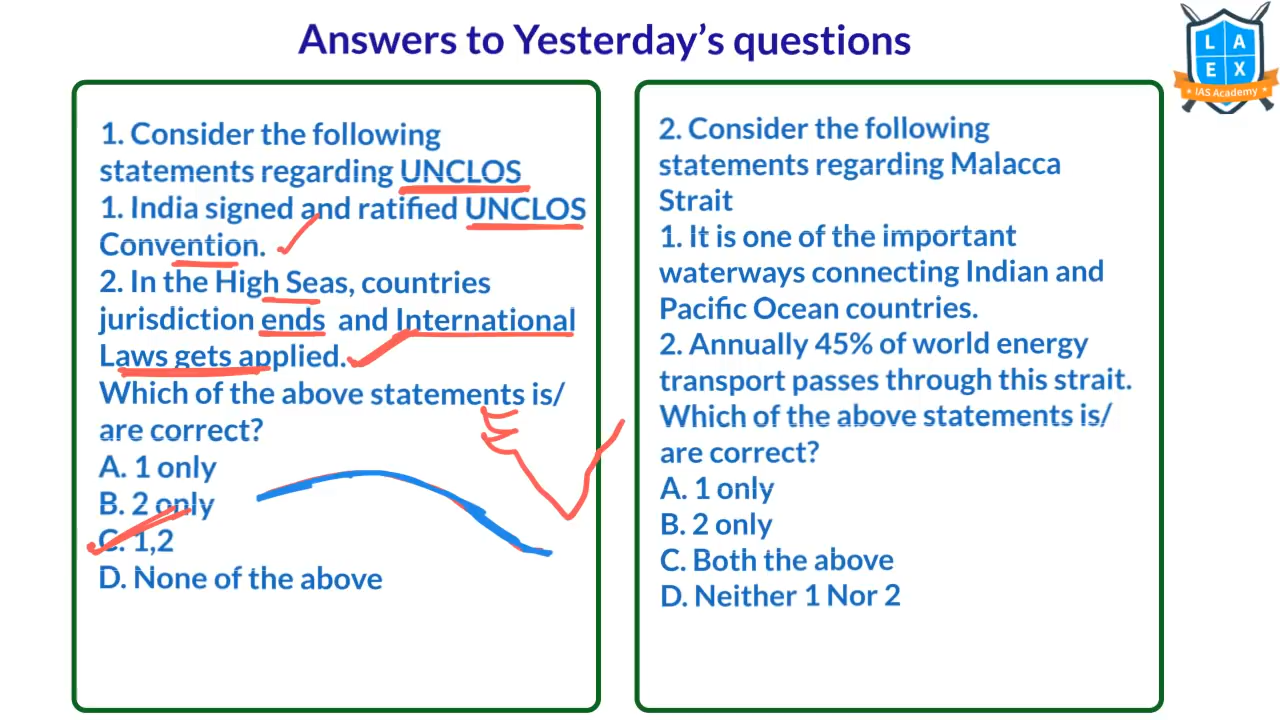 Answers to Yesterday's questions
L A
E X
IAS Academy
1. Consider the following
statements regarding UNCLOS
1. India signed and ratified UNCLOS
Convention.
2. In the High Seas, countries
jurisdiction ends and International
Laws gets applied.
Which of the above statements is/
are correct?
A. 1 only
B. 2 only
C. 1,2
D. None of the above
2. Consider the following
statements regarding Malacca
Strait
1. It is one of the important
waterways connecting Indian and
Pacific Ocean countries.
2. Annually 45% of world energy
transport passes through this strait.
Which of the above statements is/
are correct?
A. 1 only
B. 2 only
C. Both the above
D. Neither 1 Nor 2